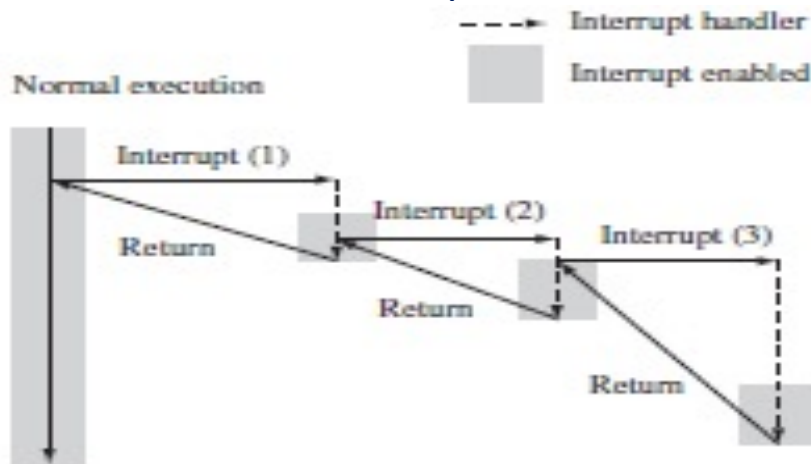 Interrupt handler
Interrupt enabled
Normal execution
Interrupt (1)
Interrupt (2)
Interrupt (3)
Return
Return
Return